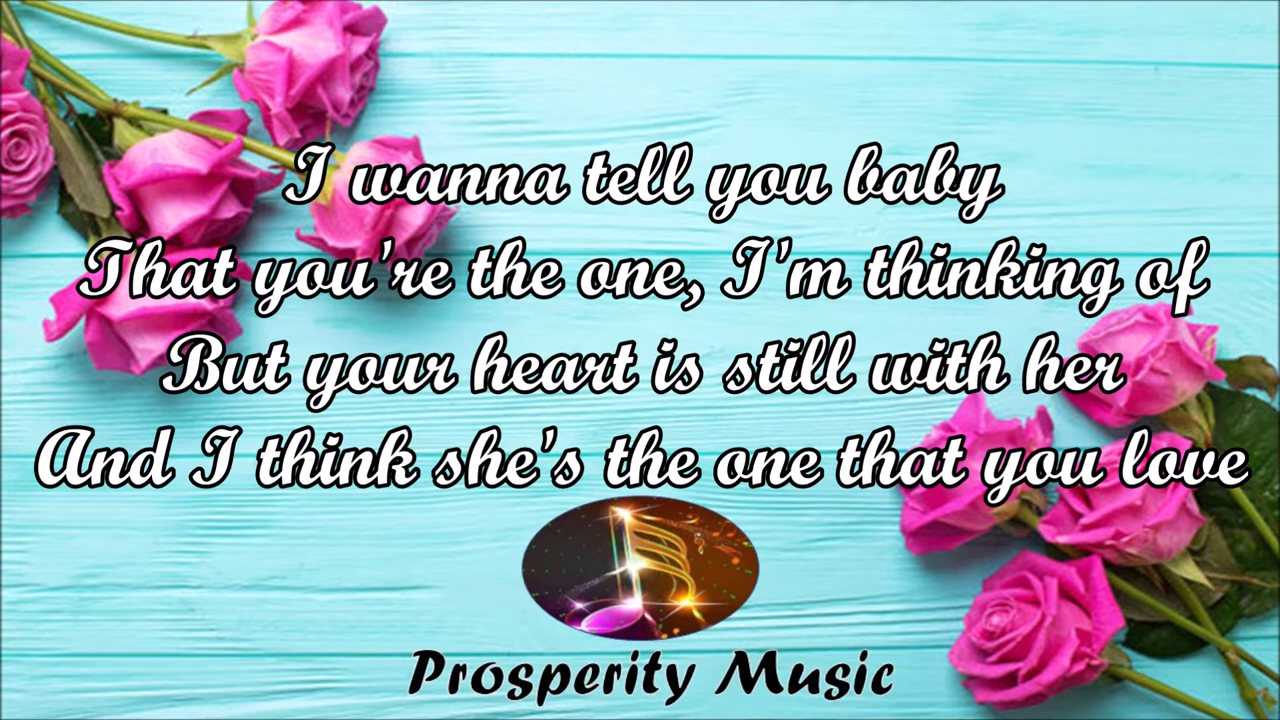 I wanna tell you baby
That you're the one, I'm thinking of
But your heart is still with her
And I think she's the one that you love
Prosperity Music